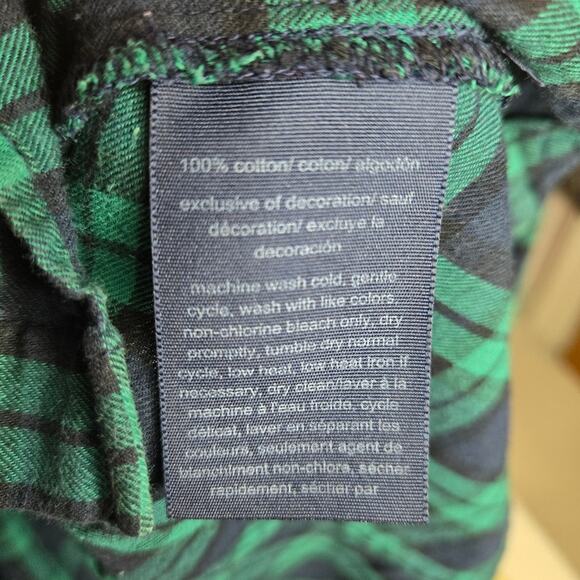 100% cotton/ coton/ algodón
exclusive of decoration/ sauf
décoration/ excluye la
decoración
machine wash cold, gentle
cycle, wash with like colors,
non-chlorine bleach only, dry
promptly, tumble dry normal
cycle, low heat, low heat iron if
necessary, dry clean/laver à la
machine à l'eau froide, cycle
délicat, laver en séparant les
couleurs, seulement agent de
blanchiment non-chlore, sécher
rapidement, sécher par